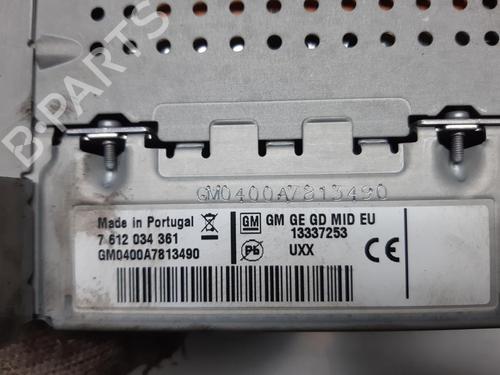 B-PARTS
GM0400A7813490
Made in Portugal
7 612 034 361
GM0400A7813490
GM
GM GE GD MID EU
13337253
Pb
UXX
CE